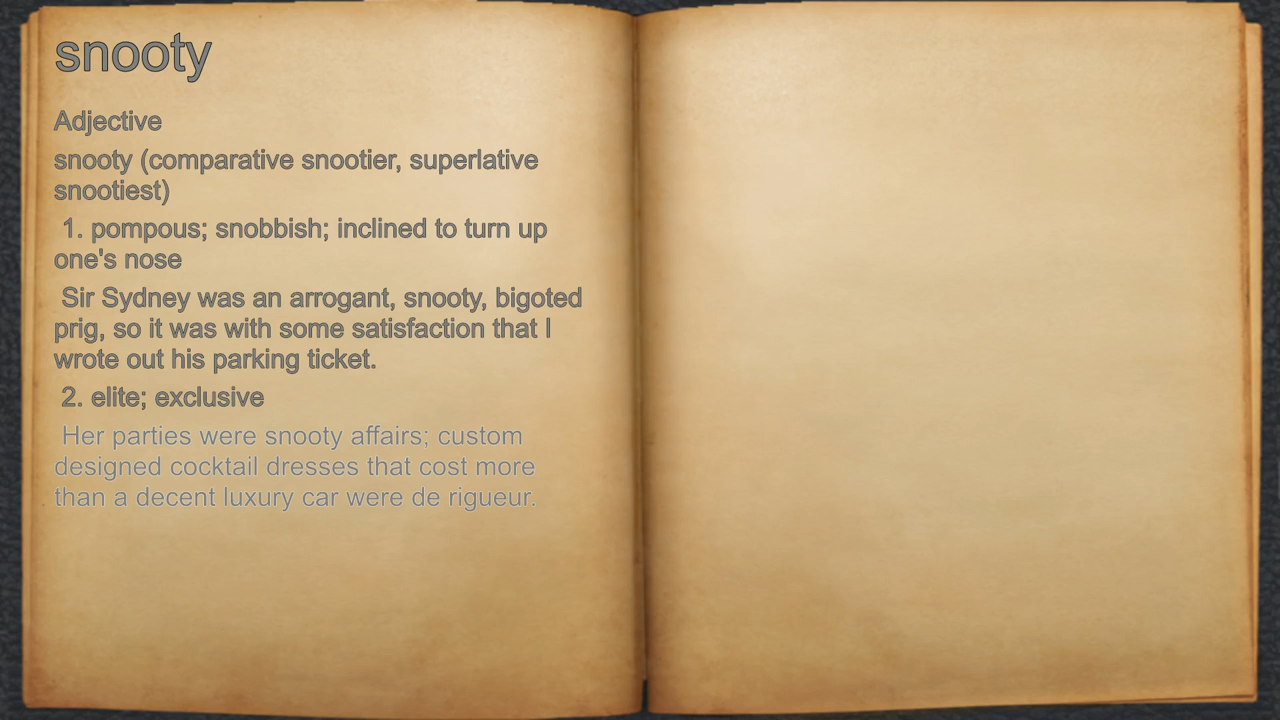 snooty
Adjective
snooty (comparative snootier, superlative
snootiest)
1. pompous; snobbish; inclined to turn up
one's nose
Sir Sydney was an arrogant, snooty, bigoted
prig, so it was with some satisfaction that I
wrote out his parking ticket.
2. elite; exclusive
Her parties were snooty affairs; custom
designed cocktail dresses that cost more
than a decent luxury car were de rigueur.